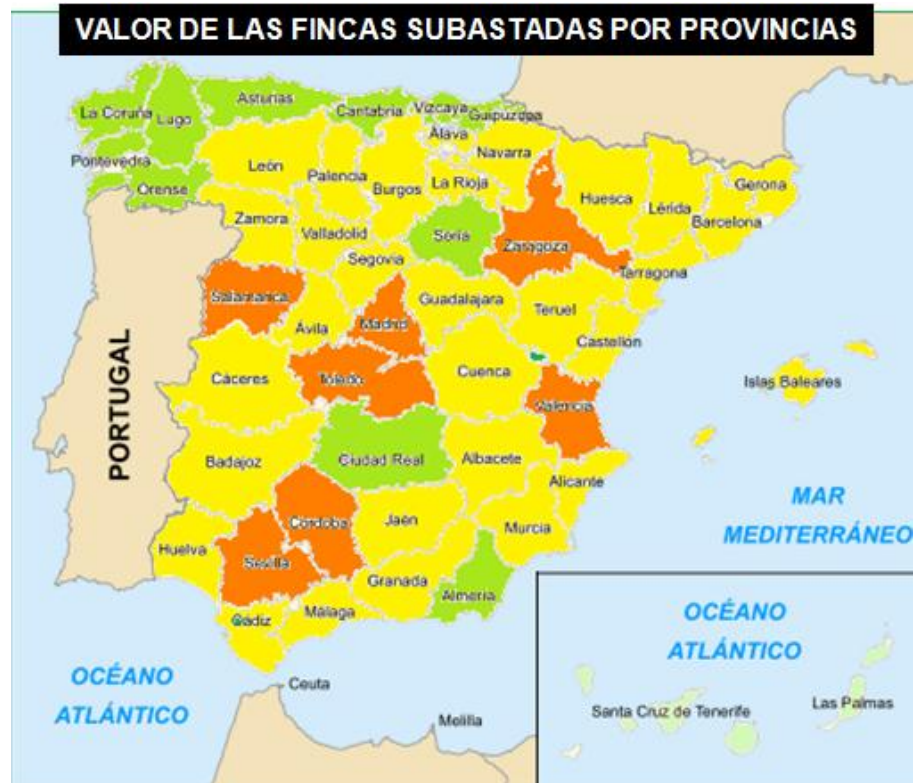 VALOR DE LAS FINCAS SUBASTADAS POR PROVINCIAS
La Coruña
Lugo
Asturias
Cantabria
Vizcaya
Guipúzcoa
Álava
Navarra
Pontevedra
Orense
León
Palencia
Burgos
La Rioja
Huesca
Lérida
Gerona
Barcelona
Zamora
Valladolid
Soria
Zaragoza
Tarragona
Segovia
Salamanca
Ávila
Madrid
Guadalajara
Teruel
Castellón
PORTUGAL
Cáceres
Toledo
Cuenca
Valencia
Islas Baleares
Badajoz
Ciudad Real
Albacete
Alicante
MAR
MEDITERRÁNEO
Huelva
Sevilla
Córdoba
Jaén
Murcia
Granada
Almería
Cádiz
Málaga
OCÉANO
ATLÁNTICO
Ceuta
Melilla
OCÉANO
ATLÁNTICO
Santa Cruz de Tenerife
Las Palmas